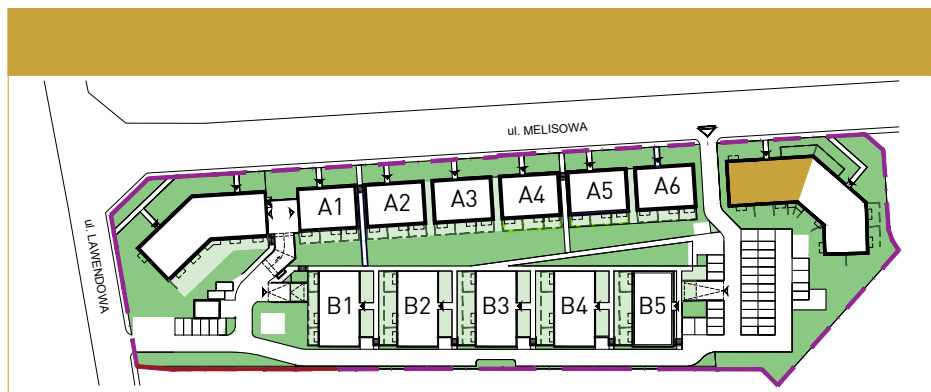 ul. MELISOWA
ul. LAWENDOWA
A1
A2
A3
A4
A5
A6
B1
B2
B3
B4
B5